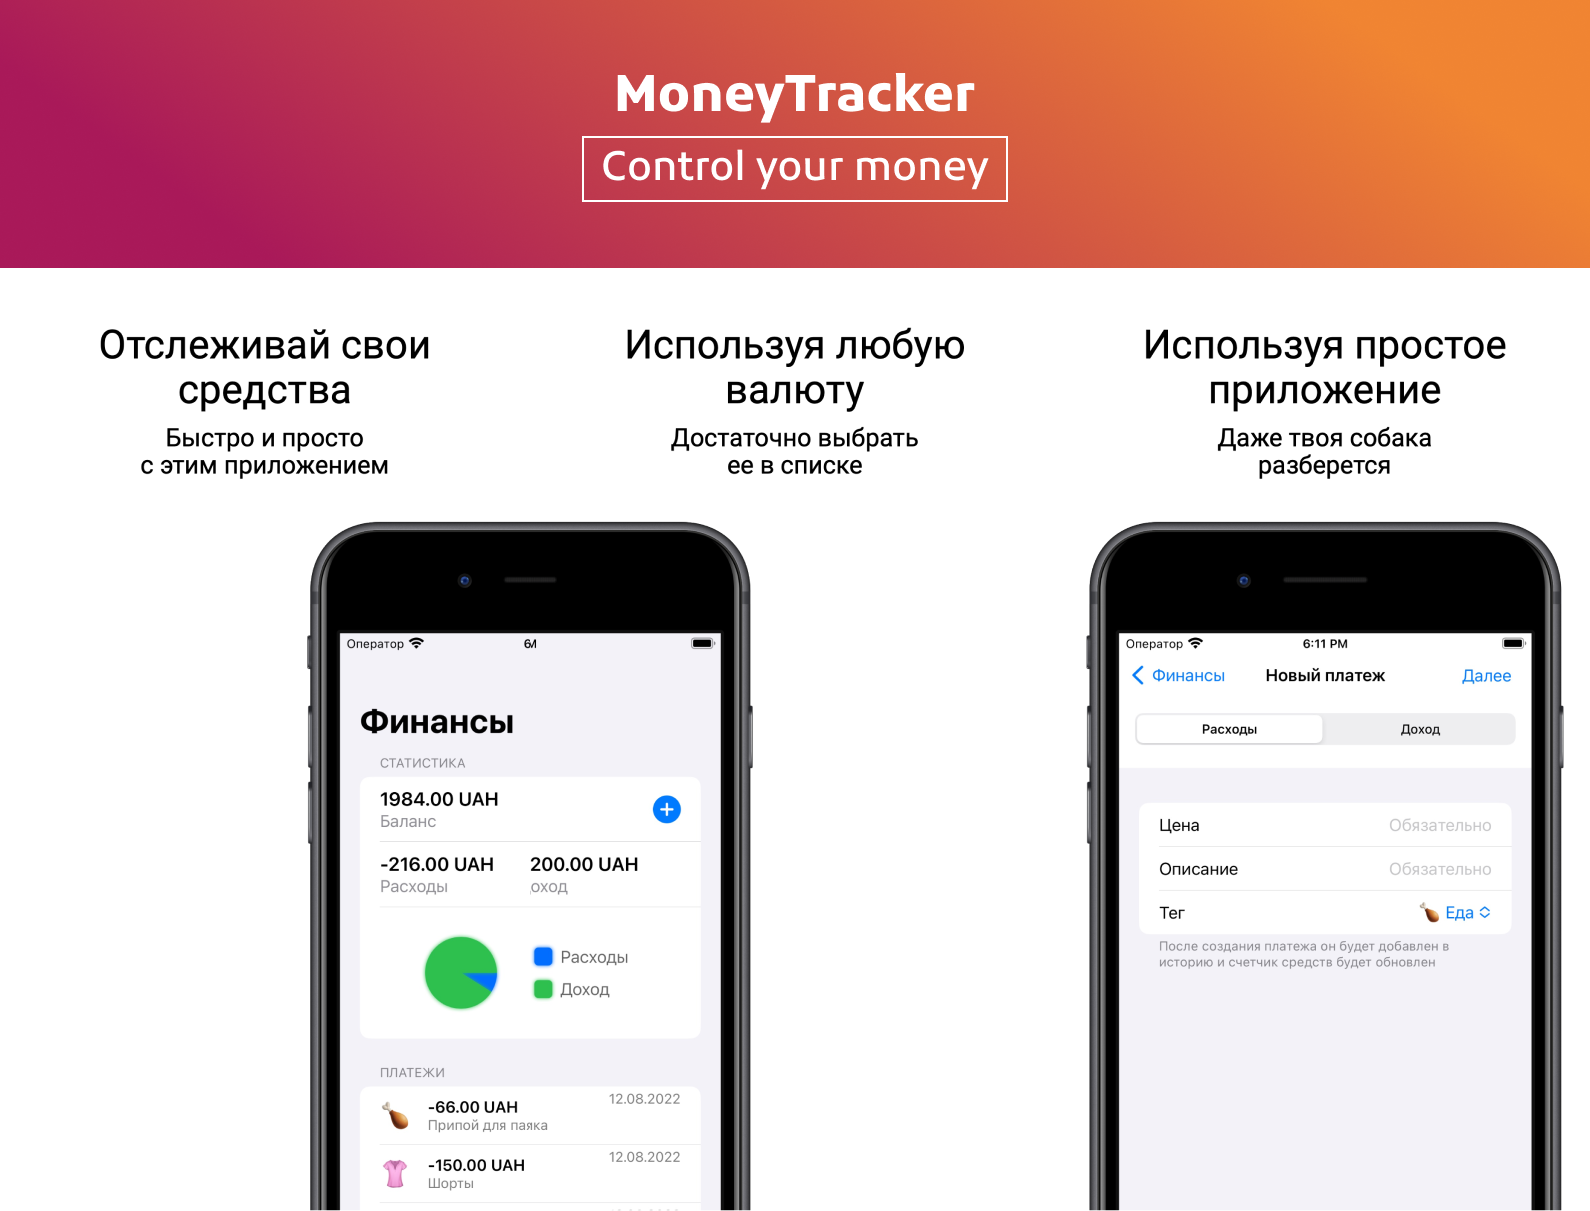 MoneyTracker
Control your money
Отслеживай свои
средства
Быстро и просто
с этим приложением
Используя любую
валюту
Достаточно выбрать
ее в списке
Используя простое
приложение
Даже твоя собака
разберется
Оператор
Финансы
СТАТИСТИКА
1984.00 UAH
Баланс
-216.00 UAH 200.00 UAH
Расходы оход
Расходы
Доход
ПЛАТЕЖИ
-66.00 UAH 12.08.2022
Припой для паяка
-150.00 UAH 12.08.2022
Шорты
Оператор 6:11 PM
Финансы Новый платеж Далее
Расходы Доход
Цена Обязательно
Описание Обязательно
Тег Еда
После создания платежа он будет добавлен в
историю и счетчик средств будет обновлен